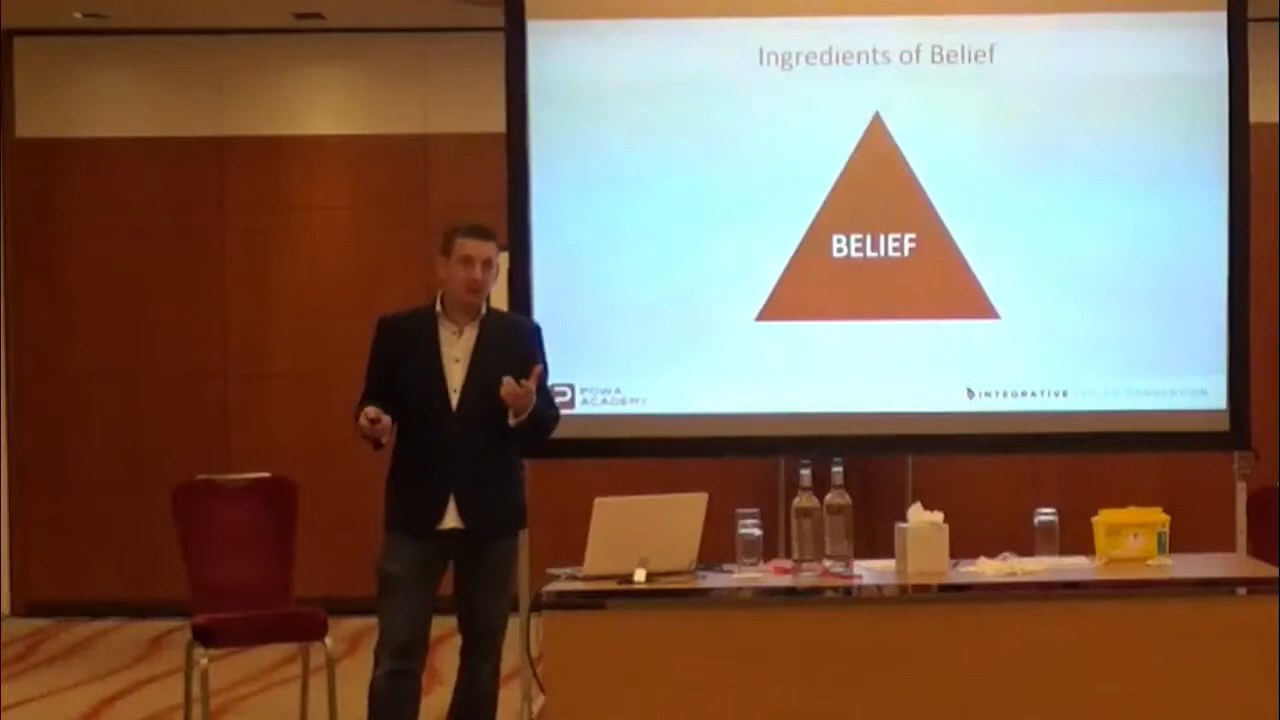 Ingredients of Belief
BELIEF
POWA
ACADEMY
INTEGRATIVE